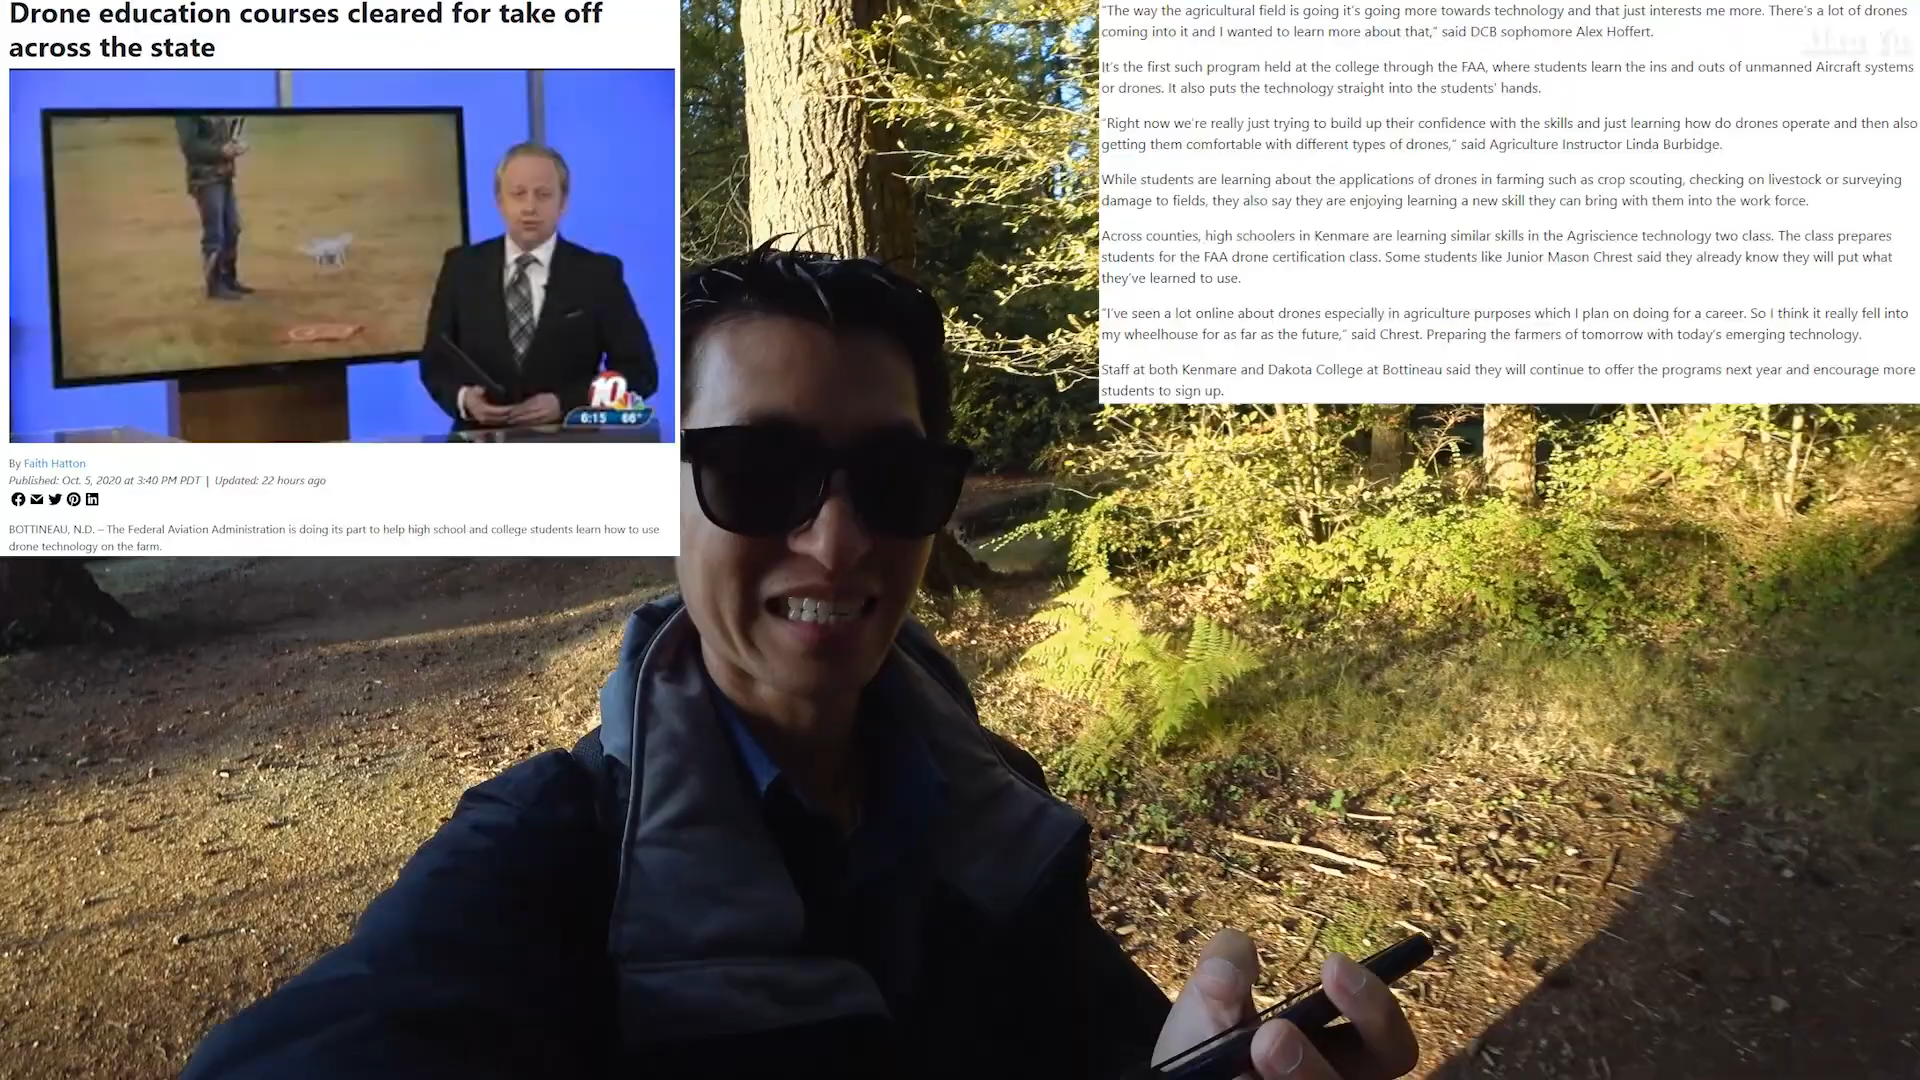 Drone education courses cleared for take off
across the state
10
6:15 66°
By Faith Hatton
Published: Oct. 5, 2020 at 3:40 PM PDT | Updated: 22 hours ago
BOTTINEAU, N.D. – The Federal Aviation Administration is doing its part to help high school and college students learn how to use
drone technology on the farm.
“The way the agricultural field is going it’s going more towards technology and that just interests me more. There’s a lot of drones
coming into it and I wanted to learn more about that,” said DCB sophomore Alex Hoffert.
It’s the first such program held at the college through the FAA, where students learn the ins and outs of unmanned Aircraft systems
or drones. It also puts the technology straight into the students’ hands.
“Right now we’re really just trying to build up their confidence with the skills and just learning how do drones operate and then also
getting them comfortable with different types of drones,” said Agriculture Instructor Linda Burbidge.
While students are learning about the applications of drones in farming such as crop scouting, checking on livestock or surveying
damage to fields, they also say they are enjoying learning a new skill they can bring with them into the work force.
Across counties, high schoolers in Kenmare are learning similar skills in the Agriscience technology two class. The class prepares
students for the FAA drone certification class. Some students like Junior Mason Chrest said they already know they will put what
they’ve learned to use.
“I’ve seen a lot online about drones especially in agriculture purposes which I plan on doing for a career. So I think it really fell into
my wheelhouse for as far as the future,” said Chrest. Preparing the farmers of tomorrow with today’s emerging technology.
Staff at both Kenmare and Dakota College at Bottineau said they will continue to offer the programs next year and encourage more
students to sign up.